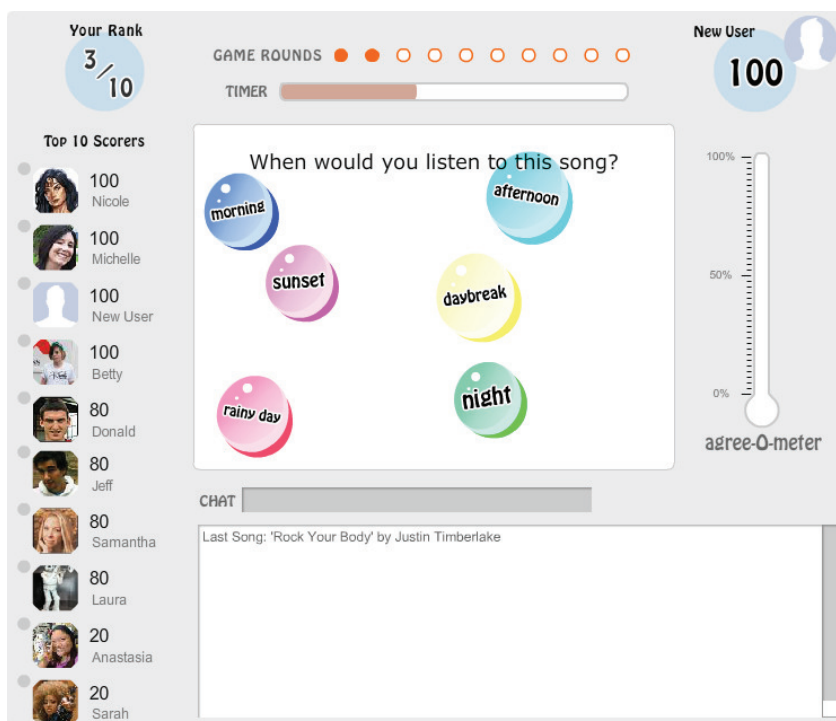 Your Rank
3/10
GAME ROUNDS
TIMER
New User
100
Top 10 Scorers
100
Nicole
100
Michelle
100
New User
100
Betty
80
Donald
80
Jeff
80
Samantha
80
Laura
20
Anastasia
20
Sarah
When would you listen to this song?
morning
afternoon
sunset
daybreak
rainy day
night
100%
50%
0%
agree-O-meter
CHAT
Last Song: 'Rock Your Body' by Justin Timberlake